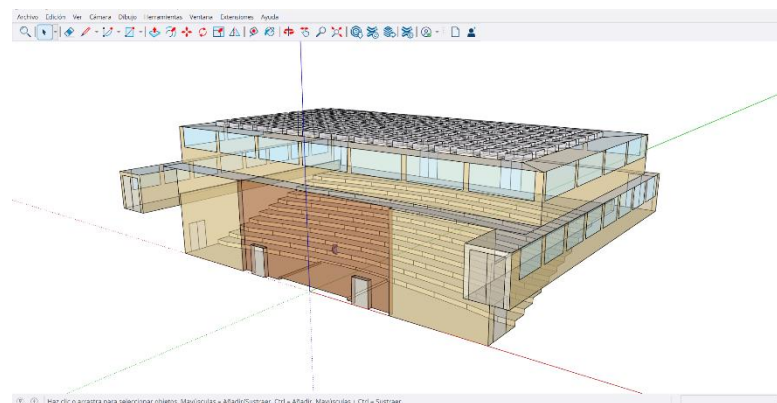 Archivo Edición Ver Cámara Dibujo Herramientas Ventana Extensiones Ayuda
Haz clic o arrastra para seleccionar objetos. Mayúsculas = Añadir/Sustraer. Ctrl = Añadir. Mayúsculas + Ctrl = Sustraer.